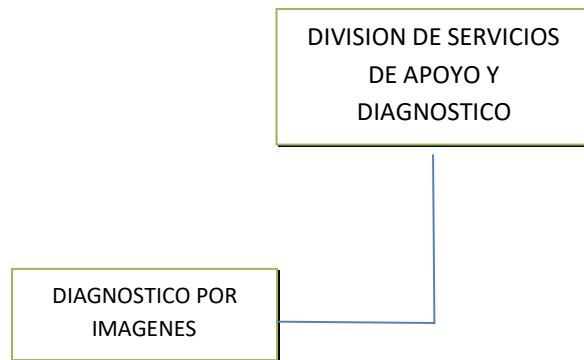 DIVISION DE SERVICIOS
DE APOYO Y
DIAGNOSTICO
DIAGNOSTICO POR
IMAGENES